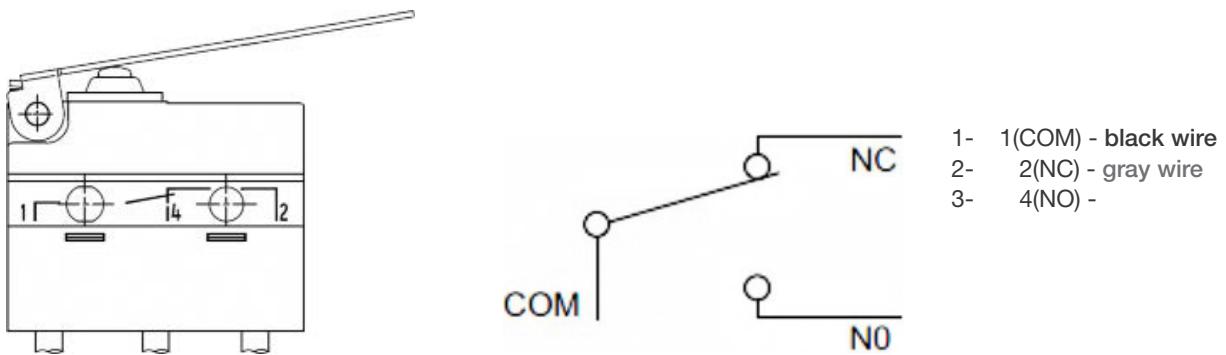 1 4 2
NC
COM
N0
1- 1(COM) - black wire
2- 2(NC) - gray wire
3- 4(NO) -